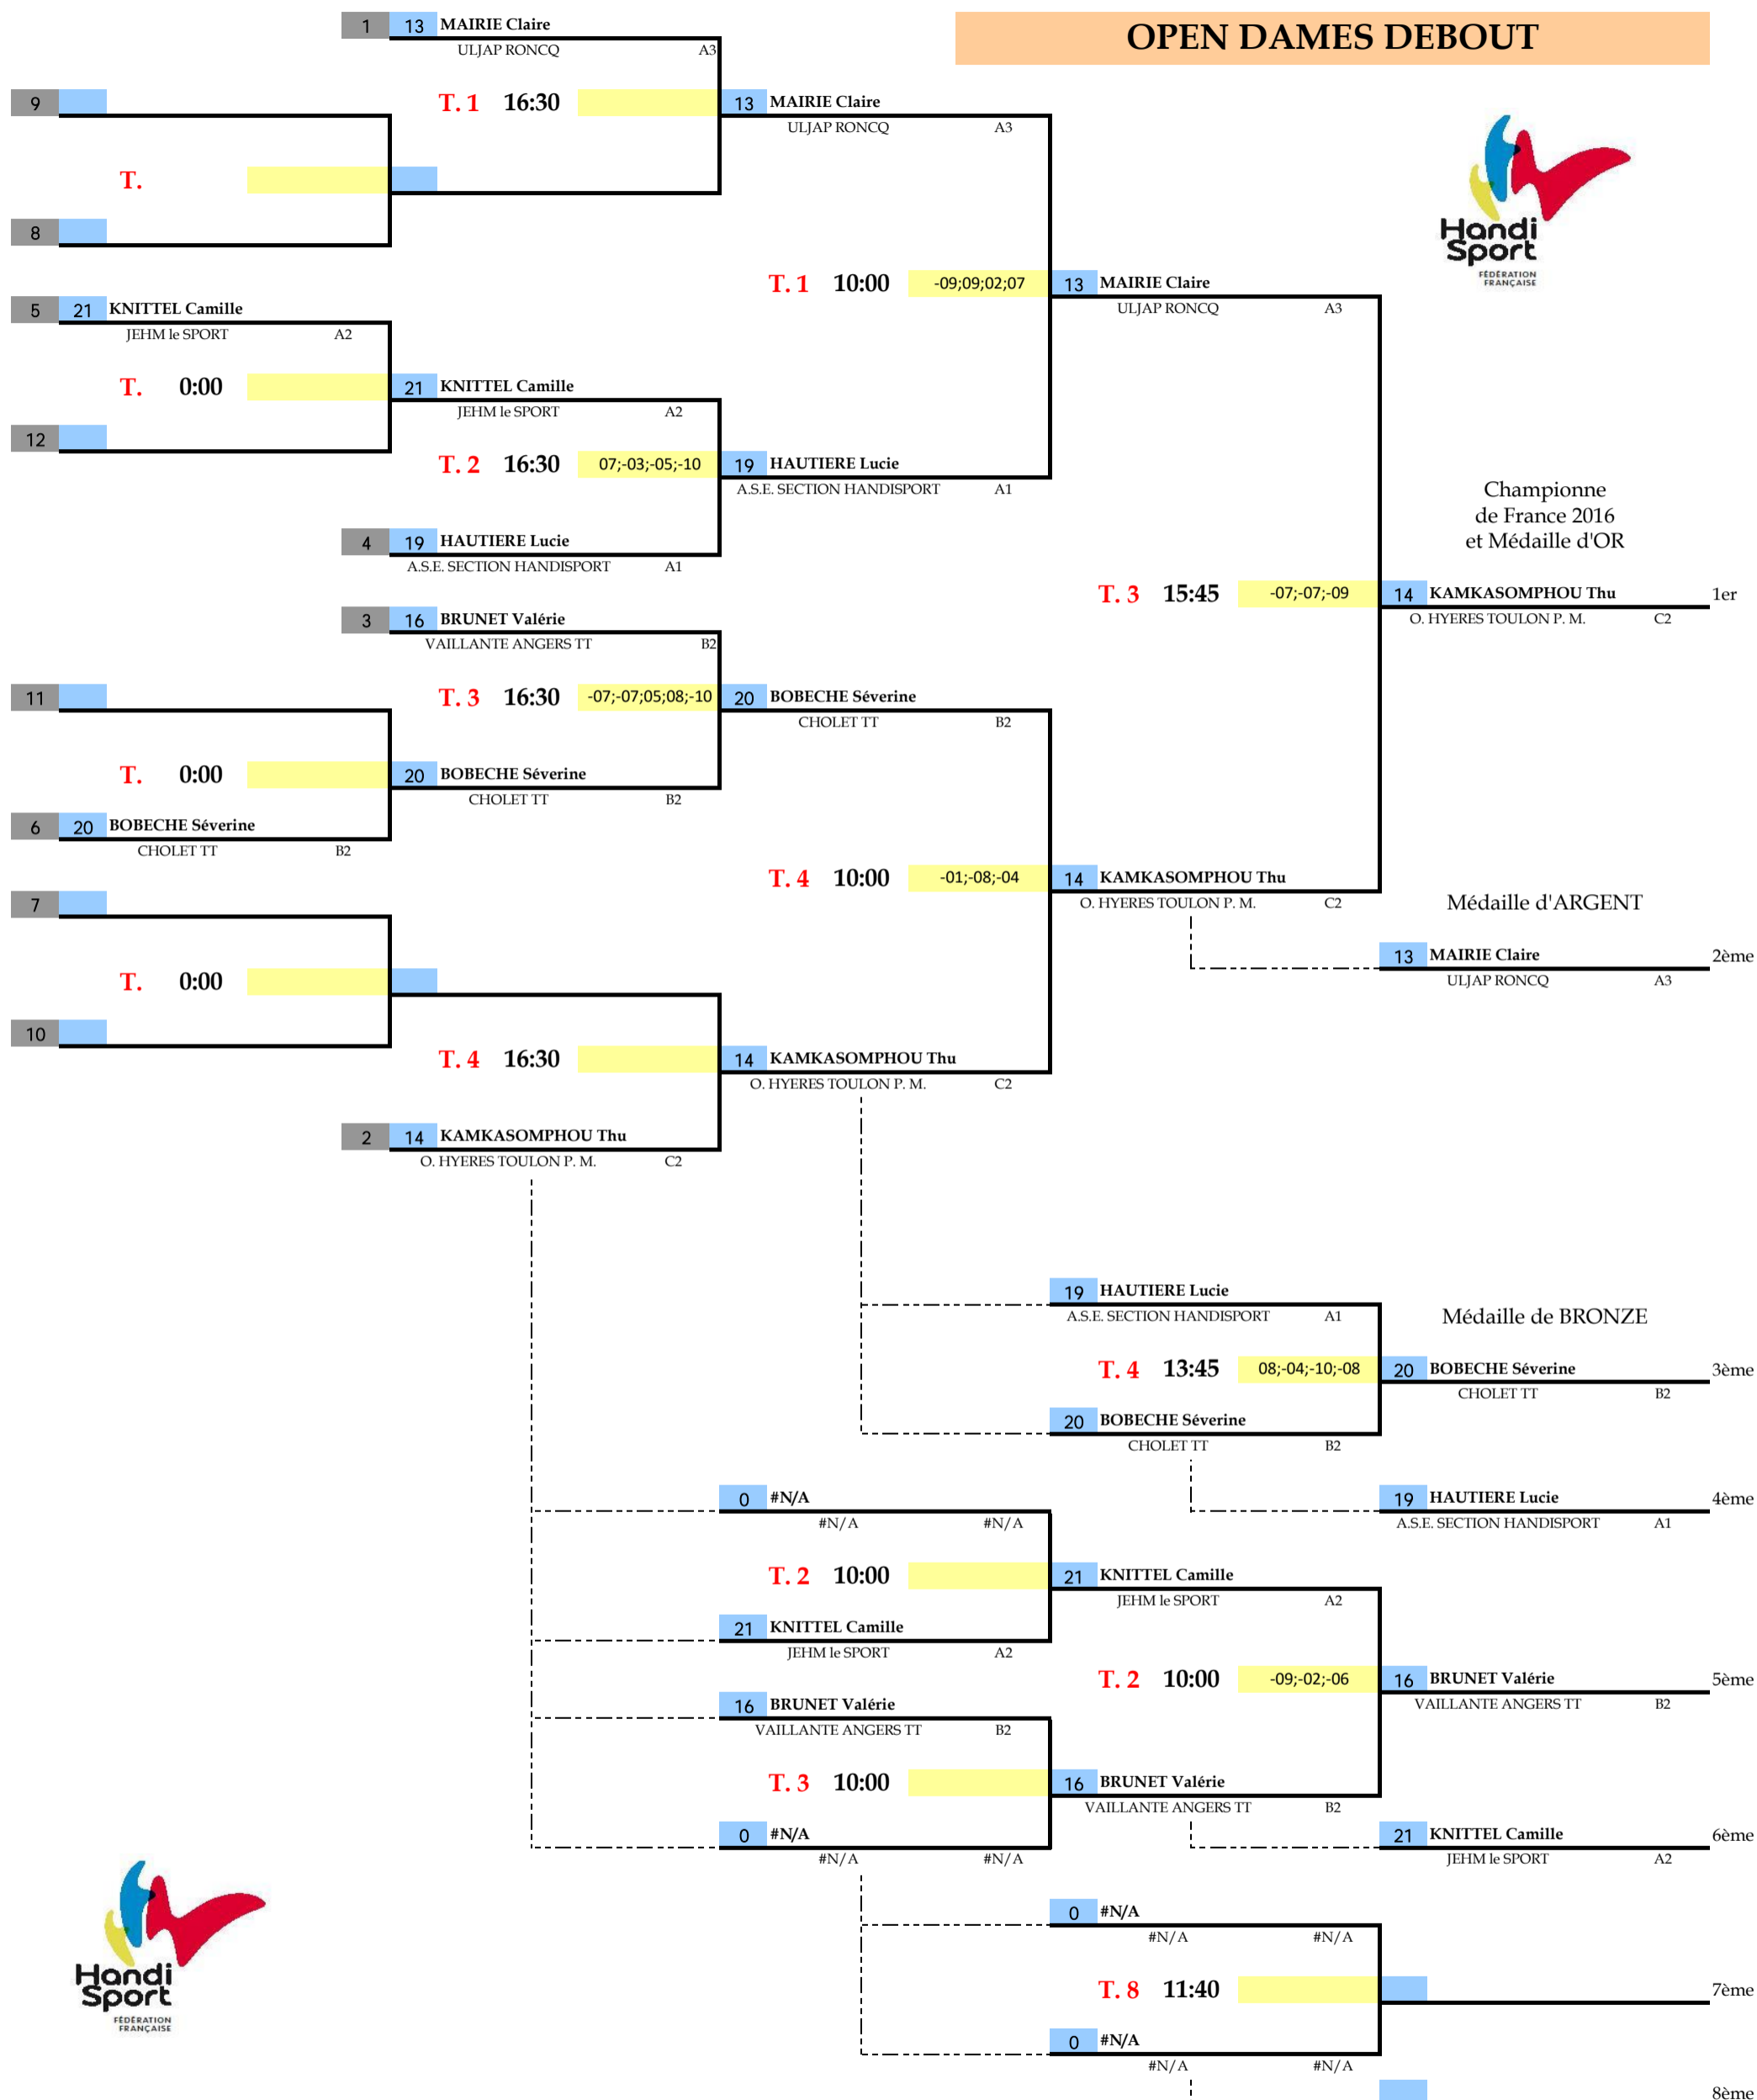 OPEN DAMES DEBOUT
1 13 MAIRIE Claire
ULJAP RONCQ A3
9
T. 1 16:30
13 MAIRIE Claire
ULJAP RONCQ A3
T.
8
Handi
Sport
FÉDÉRATION
FRANÇAISE
T. 1 10:00 -09;09;02;07
13 MAIRIE Claire
ULJAP RONCQ A3
5 21 KNITTEL Camille
JEHM le SPORT A2
T. 0:00
21 KNITTEL Camille
JEHM le SPORT A2
12
T. 2 16:30 07;-03;-05;-10
19 HAUTIERE Lucie
A.S.E. SECTION HANDISPORT A1
Championne
de France 2016
et Médaille d'OR
4 19 HAUTIERE Lucie
A.S.E. SECTION HANDISPORT A1
T. 3 15:45 -07;-07;-09
14 KAMKASOMPHOU Thu 1er
O. HYERES TOULON P. M. C2
3 16 BRUNET Valérie
VAILLANTE ANGERS TT B2
11
T. 3 16:30 -07;-07;05;08;-10
20 BOBECHE Séverine
CHOLET TT B2
T. 0:00
20 BOBECHE Séverine
CHOLET TT B2
6 20 BOBECHE Séverine
CHOLET TT B2
T. 4 10:00 -01;-08;-04
14 KAMKASOMPHOU Thu
O. HYERES TOULON P. M. C2
7
Médaille d'ARGENT
13 MAIRIE Claire 2ème
ULJAP RONCQ A3
T. 0:00
10
T. 4 16:30
14 KAMKASOMPHOU Thu
O. HYERES TOULON P. M. C2
2 14 KAMKASOMPHOU Thu
O. HYERES TOULON P. M. C2
19 HAUTIERE Lucie
A.S.E. SECTION HANDISPORT A1
Médaille de BRONZE
T. 4 13:45 08;-04;-10;-08
20 BOBECHE Séverine 3ème
CHOLET TT B2
20 BOBECHE Séverine
CHOLET TT B2
0 #N/A
#N/A #N/A
19 HAUTIERE Lucie 4ème
A.S.E. SECTION HANDISPORT A1
T. 2 10:00
21 KNITTEL Camille
JEHM le SPORT A2
21 KNITTEL Camille
JEHM le SPORT A2
T. 2 10:00 -09;-02;-06
16 BRUNET Valérie 5ème
VAILLANTE ANGERS TT B2
16 BRUNET Valérie
VAILLANTE ANGERS TT B2
T. 3 10:00
16 BRUNET Valérie
VAILLANTE ANGERS TT B2
0 #N/A
#N/A #N/A
21 KNITTEL Camille 6ème
JEHM le SPORT A2
Handi
Sport
FÉDÉRATION
FRANÇAISE
0 #N/A
#N/A #N/A
T. 8 11:40
7ème
0 #N/A
#N/A #N/A
8ème